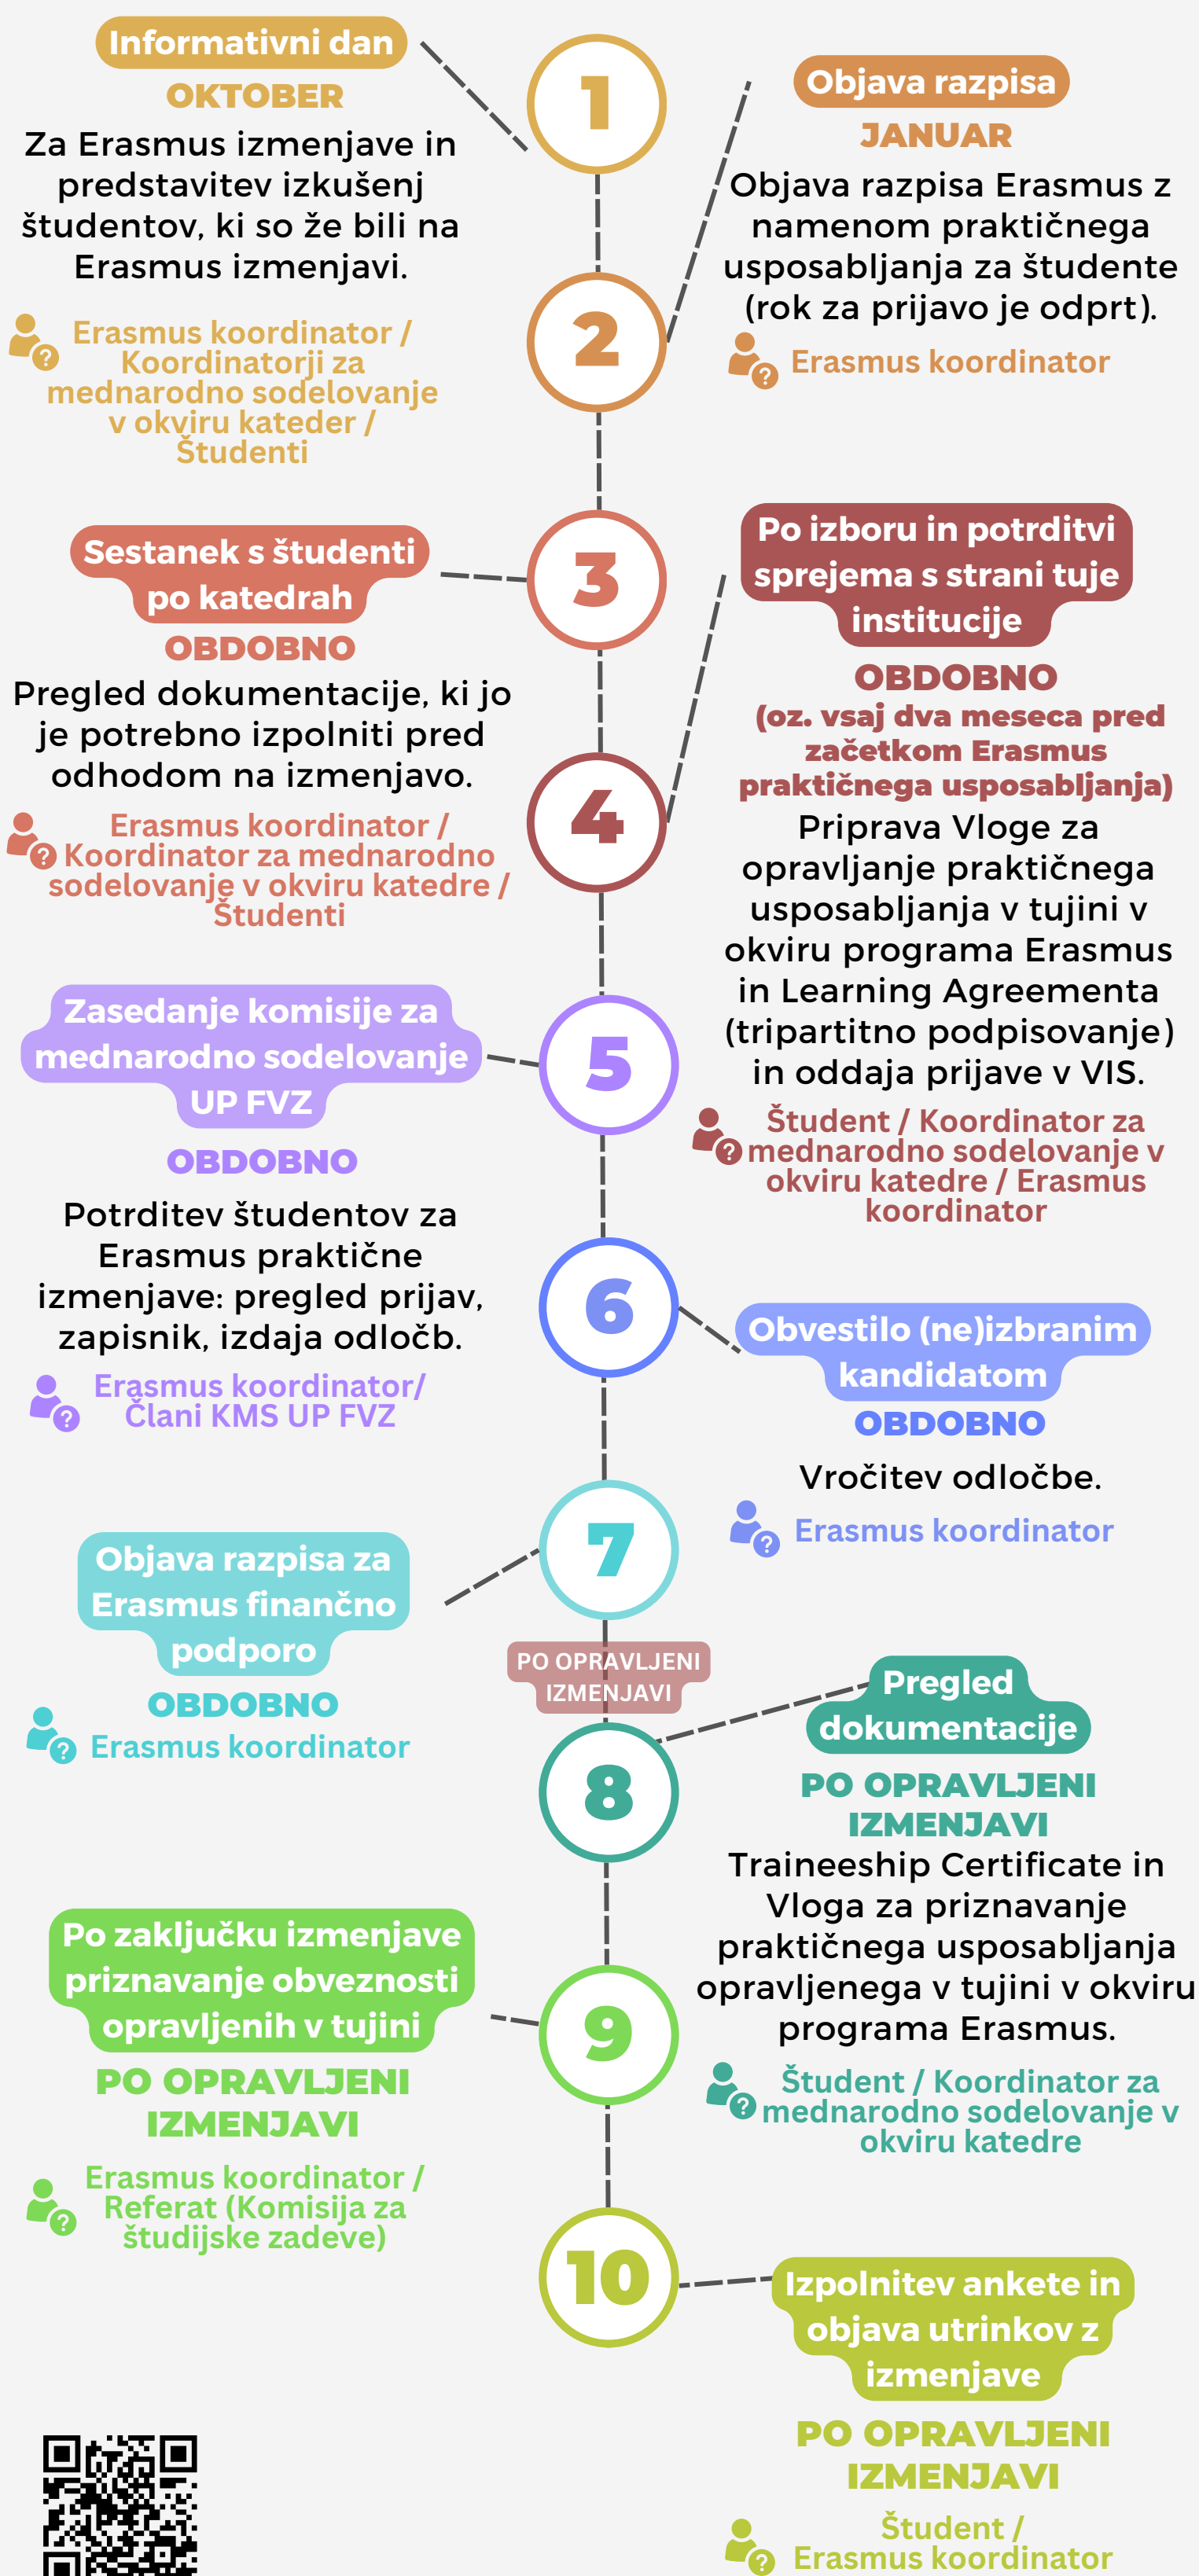 Informativni dan
OKTOBER
Za Erasmus izmenjave in
predstavitev izkušenj
študentov, ki so že bili na
Erasmus izmenjavi.
Erasmus koordinator /
Koordinatorji za
mednarodno sodelovanje
v okviru kateder /
Študenti
1
Objava razpisa
JANUAR
Objava razpisa Erasmus z
namenom praktičnega
usposabljanja za študente
(rok za prijavo je odprt).
Erasmus koordinator
2
Sestanek s študenti
po katedrah
OBDOBNO
Pregled dokumentacije, ki jo
je potrebno izpolniti pred
odhodom na izmenjavo.
Erasmus koordinator /
Koordinator za mednarodno
sodelovanje v okviru katedre /
Študenti
3
Po izboru in potrditvi
sprejema s strani tuje
institucije
OBDOBNO
(oz. vsaj dva meseca pred
začetkom Erasmus
praktičnega usposabljanja)
Priprava Vloge za
opravljanje praktičnega
usposabljanja v tujini v
okviru programa Erasmus
in Learning Agreementa
(tripartitno podpisovanje)
in oddaja prijave v VIS.
Študent / Koordinator za
mednarodno sodelovanje v
okviru katedre / Erasmus
koordinator
4
Zasedanje komisije za
mednarodno sodelovanje
UP FVZ
OBDOBNO
Potrditev študentov za
Erasmus praktične
izmenjave: pregled prijav,
zapisnik, izdaja odločb.
Erasmus koordinator/
Člani KMS UP FVZ
5
6
Obvestilo (ne)izbranim
kandidatom
OBDOBNO
Vročitev odločbe.
Erasmus koordinator
7
Objava razpisa za
Erasmus finančno
podporo
OBDOBNO
Erasmus koordinator
PO OPRAVLJENI
IZMENJAVI
8
Pregled
dokumentacije
PO OPRAVLJENI
IZMENJAVI
Traineeship Certificate in
Vloga za priznavanje
praktičnega usposabljanja
opravljenega v tujini v okviru
programa Erasmus.
Študent / Koordinator za
mednarodno sodelovanje v
okviru katedre
Po zaključku izmenjave
priznavanje obveznosti
opravljenih v tujini
PO OPRAVLJENI
IZMENJAVI
Erasmus koordinator /
Referat (Komisija za
študijske zadeve)
9
10
Izpolnitev ankete in
objava utrinkov z
izmenjave
PO OPRAVLJENI
IZMENJAVI
Študent /
Erasmus koordinator